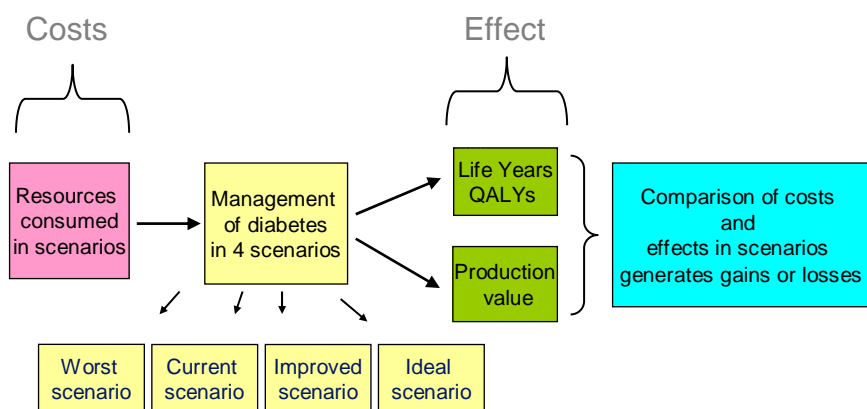 Costs
Effect
Resources
consumed
in scenarios
Management
of diabetes
in 4 scenarios
Life Years
QALYs
Production
value
Comparison of costs
and
effects in scenarios
generates gains or losses
Worst
scenario
Current
scenario
Improved
scenario
Ideal
scenario